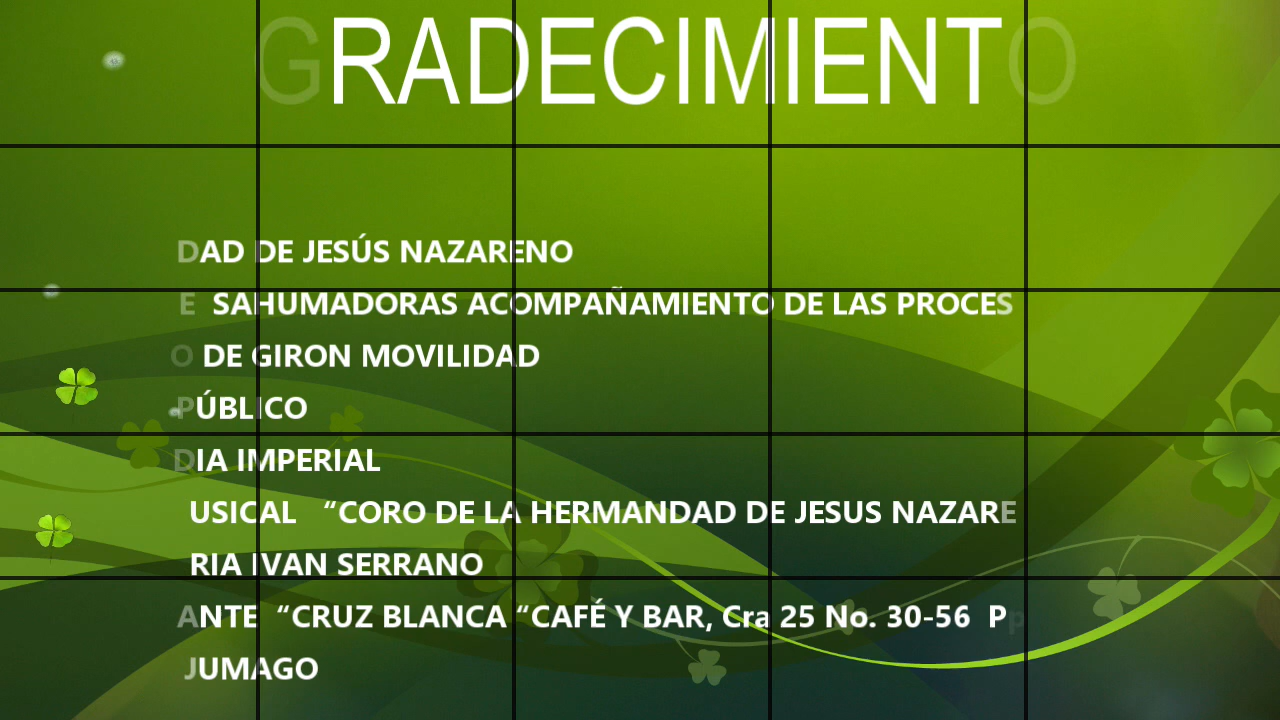 GRADECIMIENTO
DAD DE JESÚS NAZARENO
E SAHUMADORAS ACOMPAÑAMIENTO DE LAS PROCES
O DE GIRON MOVILIDAD
PÚBLICO
DIA IMPERIAL
USICAL “CORO DE LA HERMANDAD DE JESUS NAZARE
RIA IVAN SERRANO
ANTE “CRUZ BLANCA “CAFÉ Y BAR, Cra 25 No. 30-56 P
JUMAGO